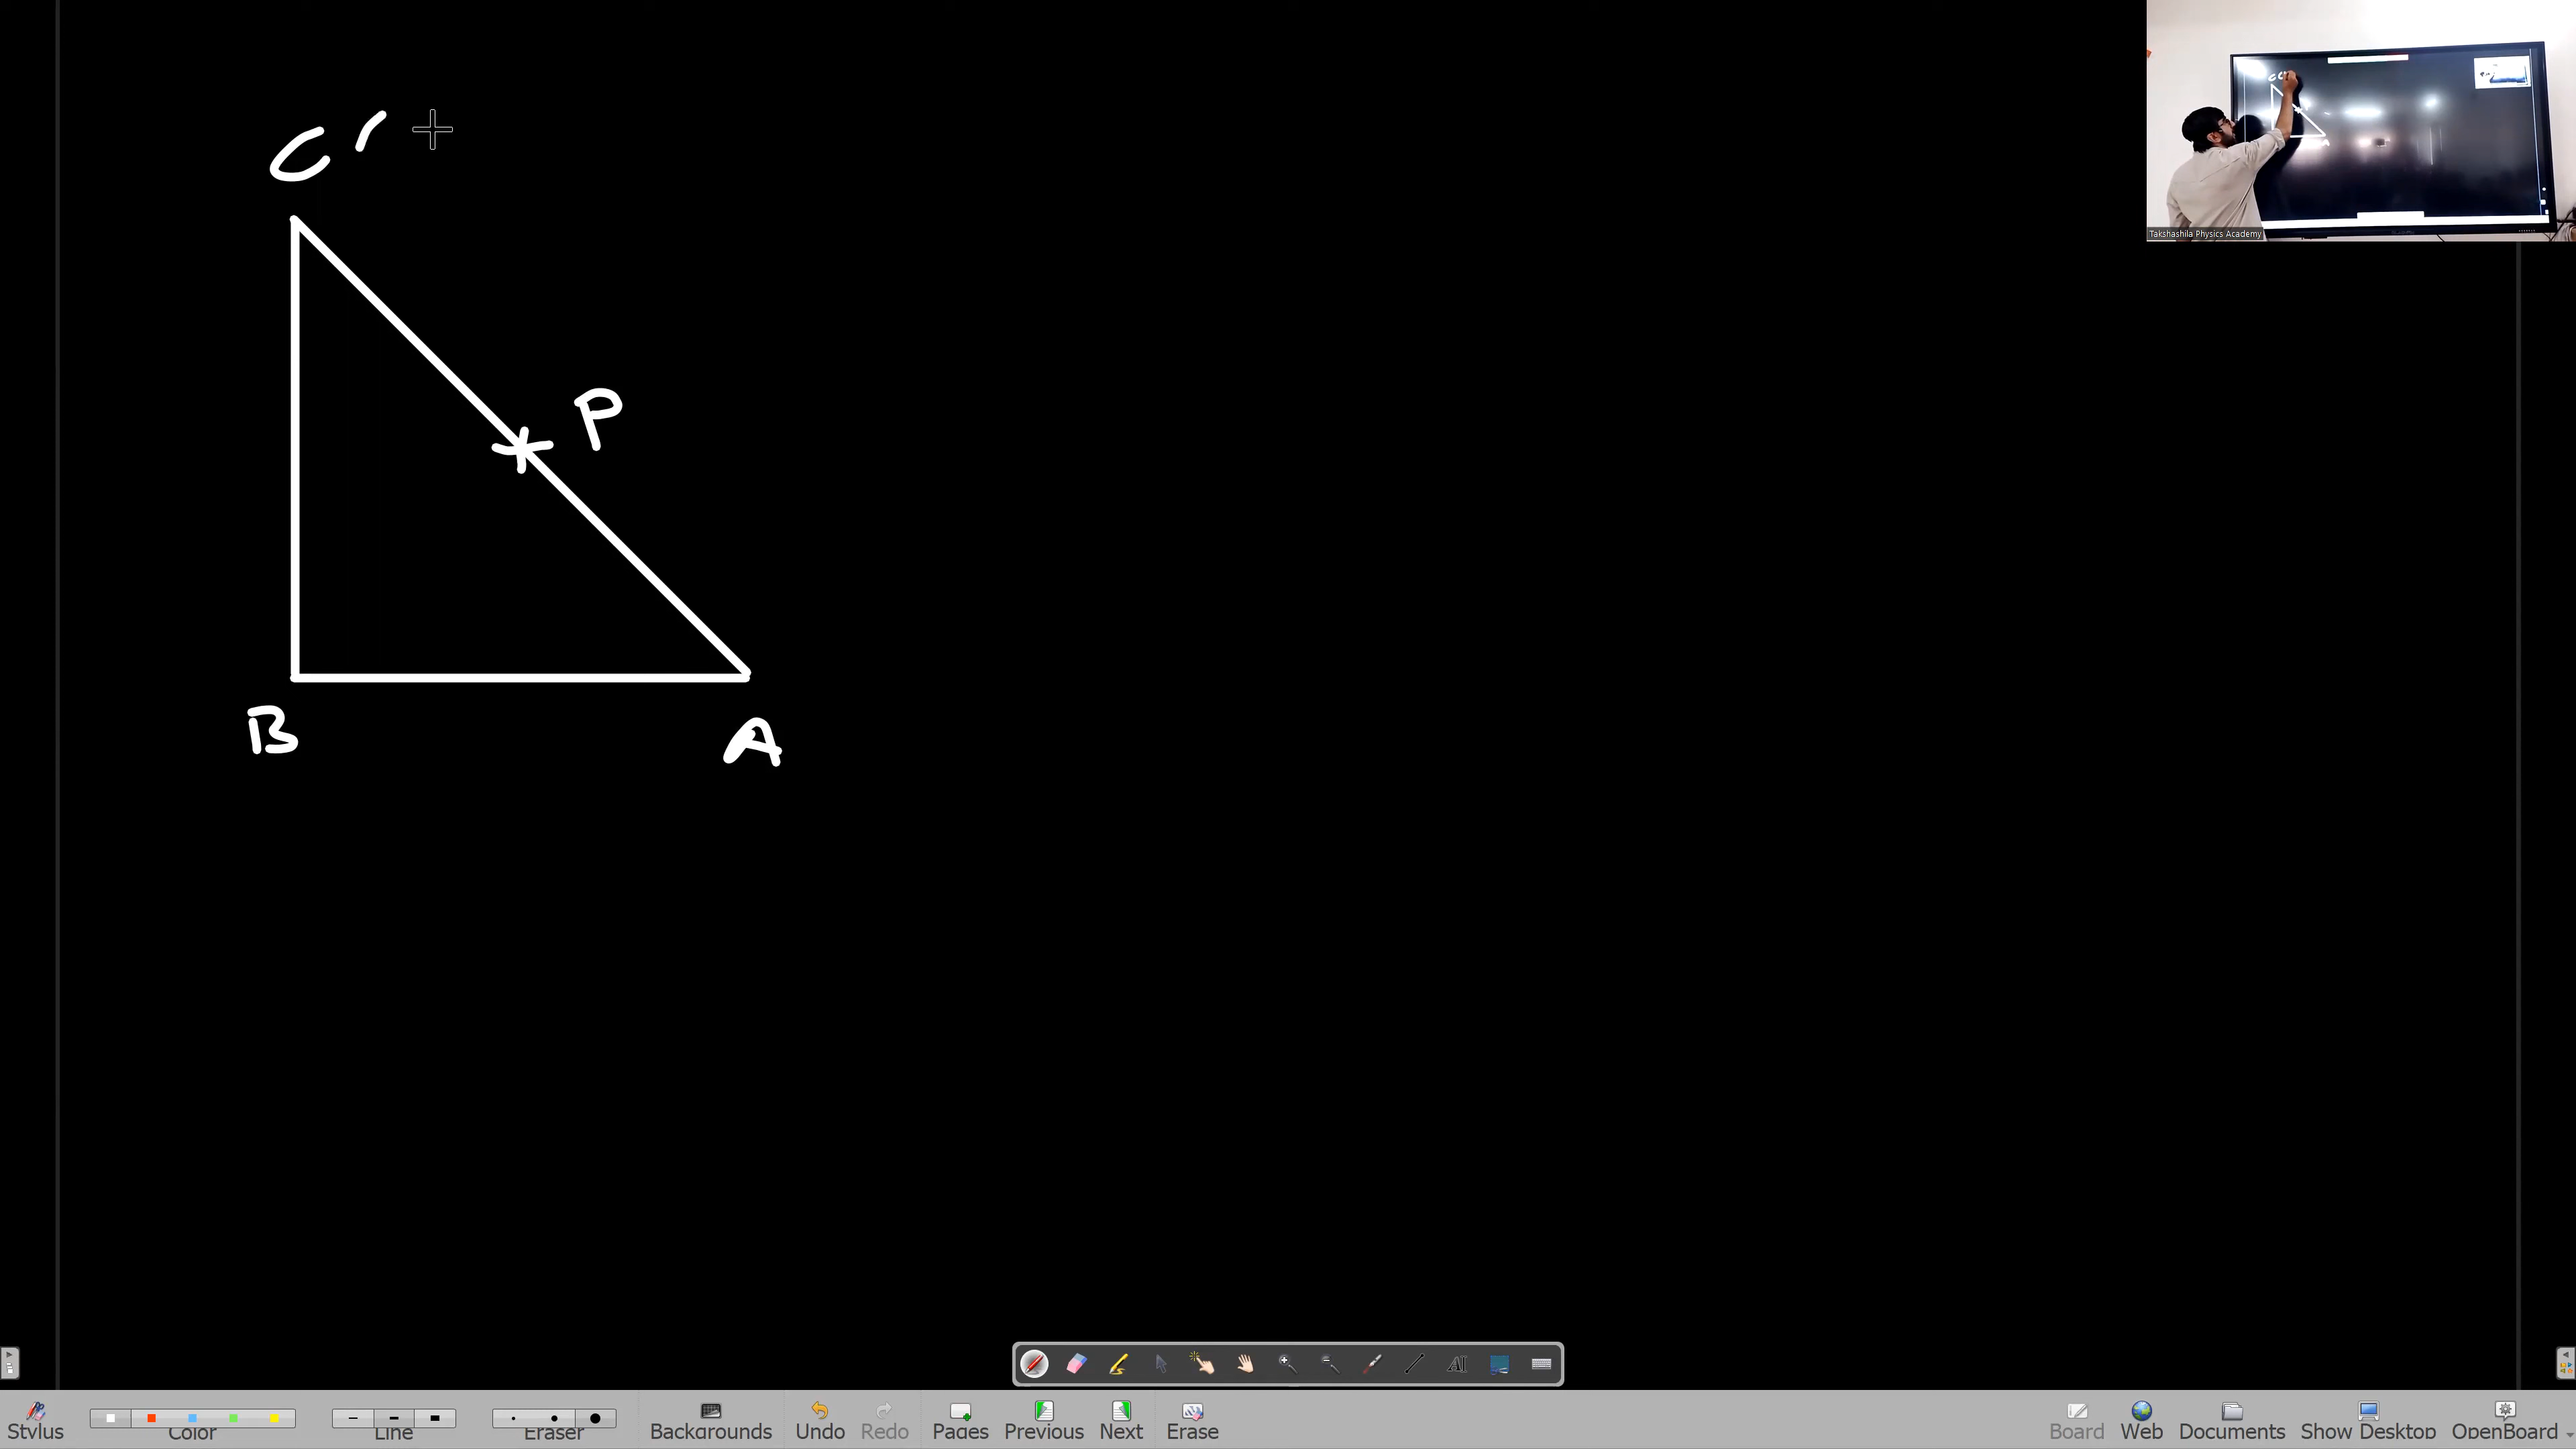 C (
P
B
A
Takshashila Physics Academy
Stylus
Color
Line
Eraser
Backgrounds
Undo
Redo
Pages
Previous
Next
Erase
Board
Web
Documents
Show Desktop
OpenBoard